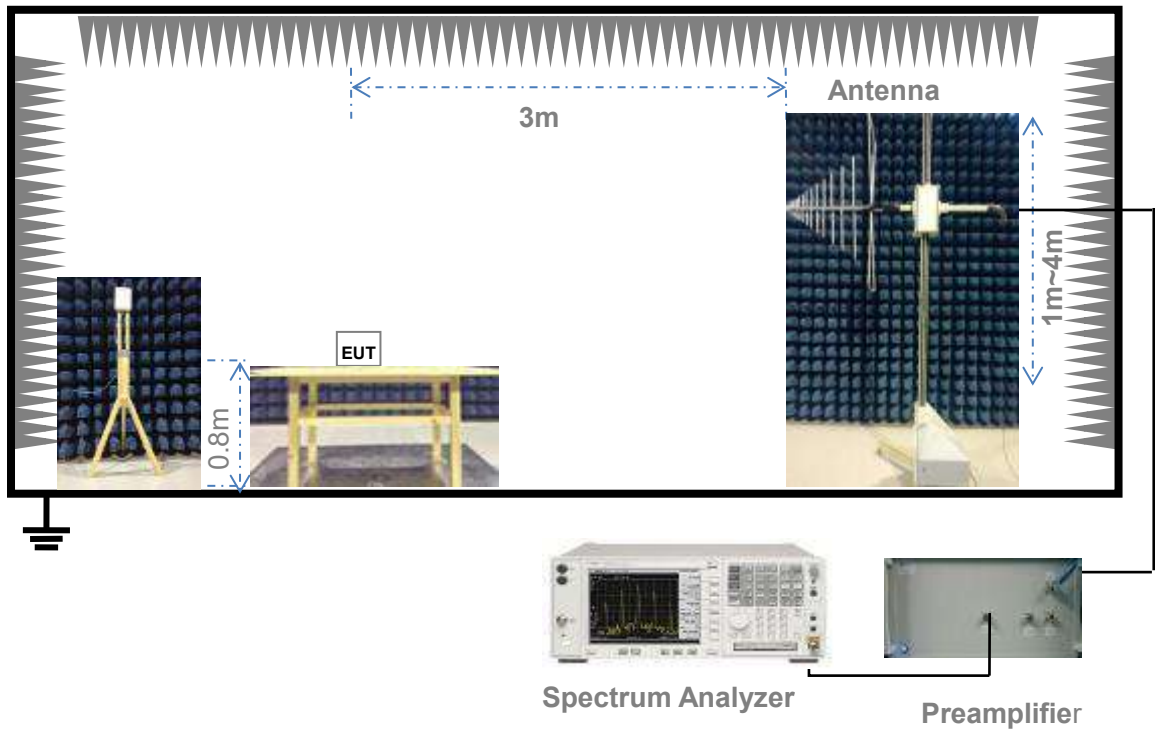 Antenna
3m
1m~4m
EUT
0.8m
Spectrum Analyzer
Preamplifier